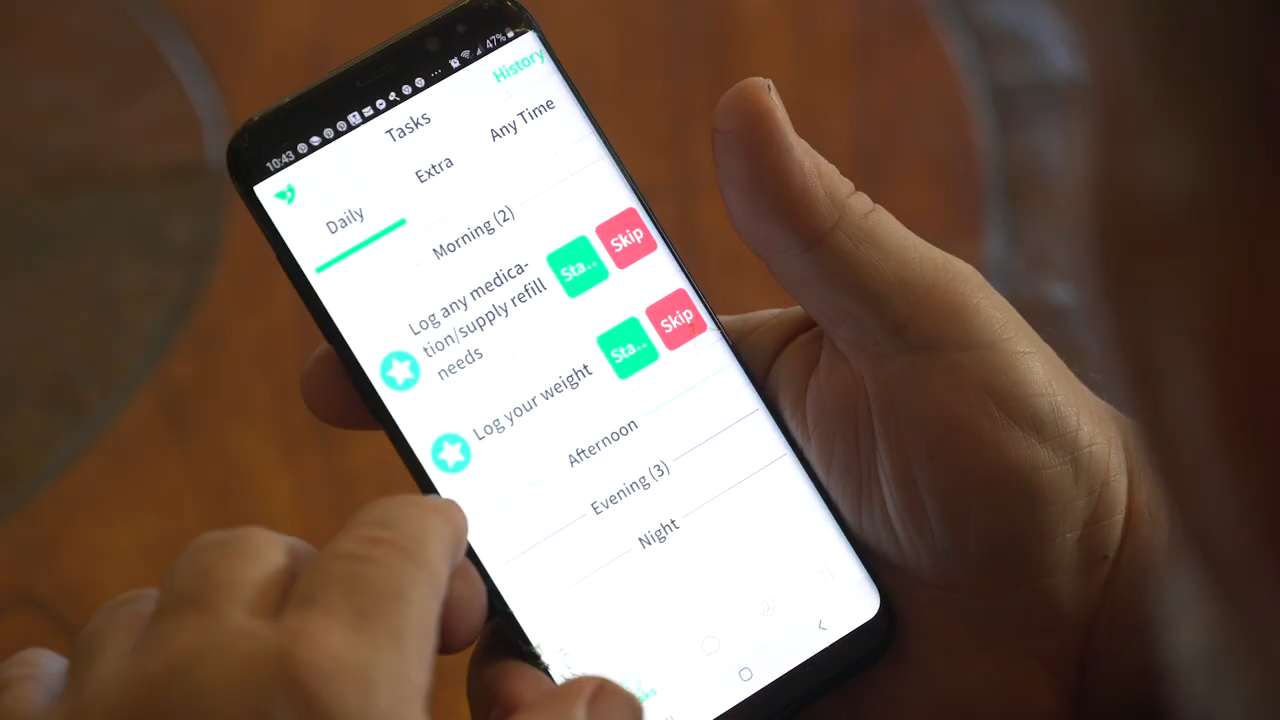 10:43
47%
Tasks
History
Daily
Extra
Any Time
Morning (2)
Log any medica-
tion/supply refill
needs
Sta..
Skip
Log your weight
Sta..
Skip
Afternoon
Evening (3)
Night